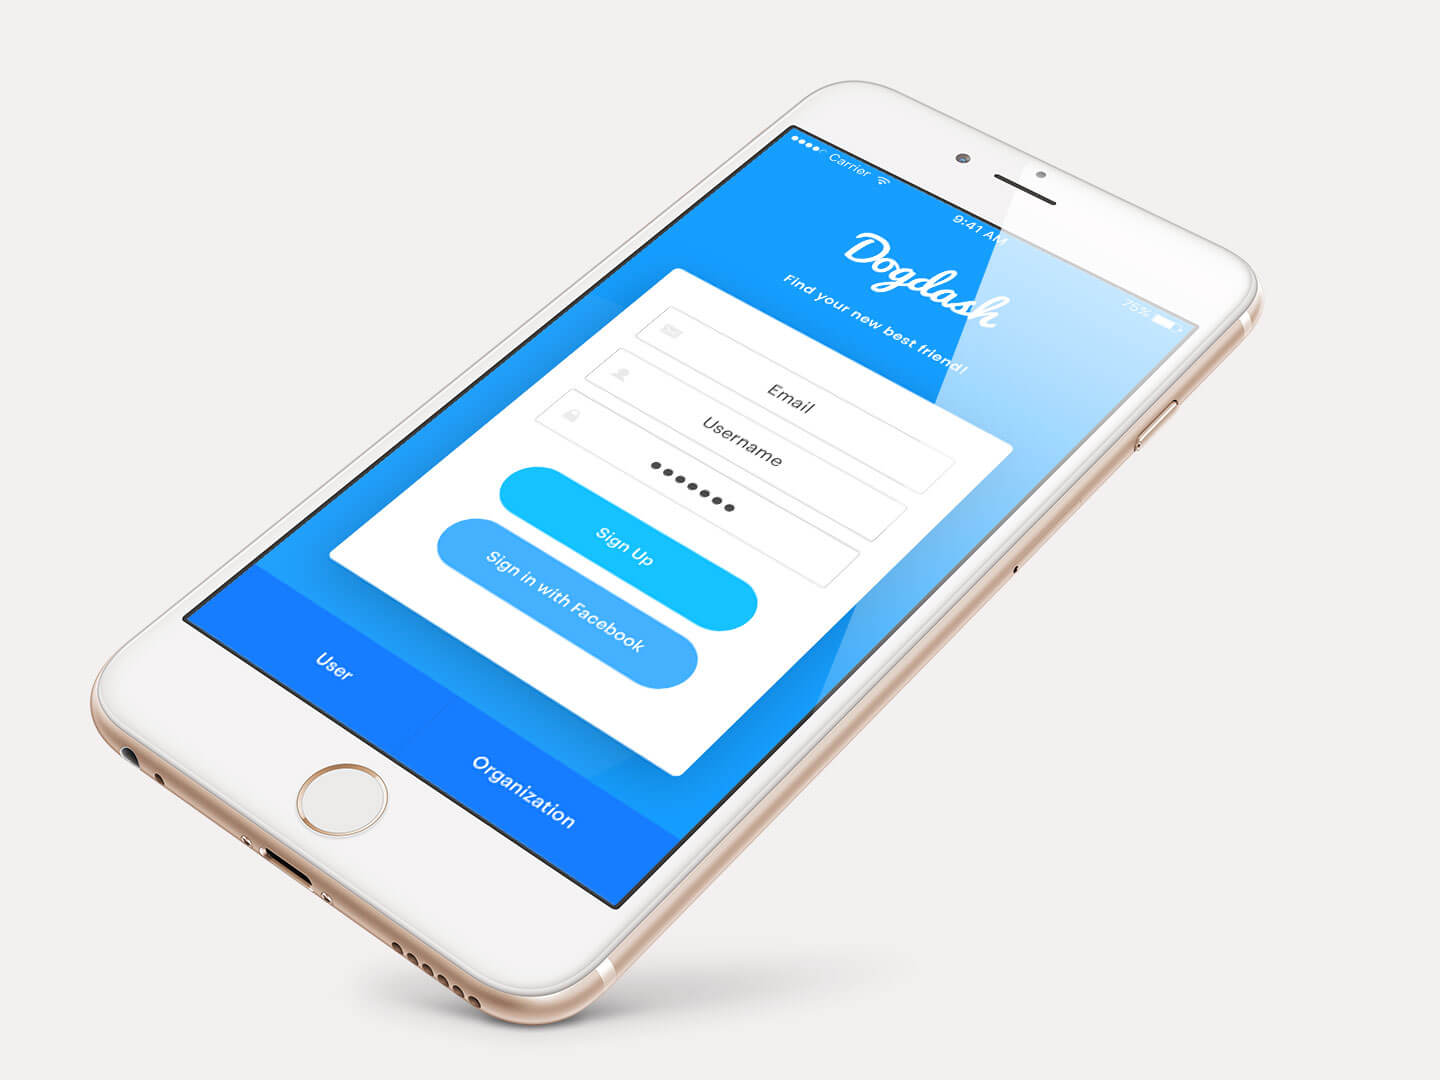 Carrier
9:41 AM
75%
Dogdash
Find your new best friend!
Email
Username
Sign Up
Sign in with Facebook
User
Organization